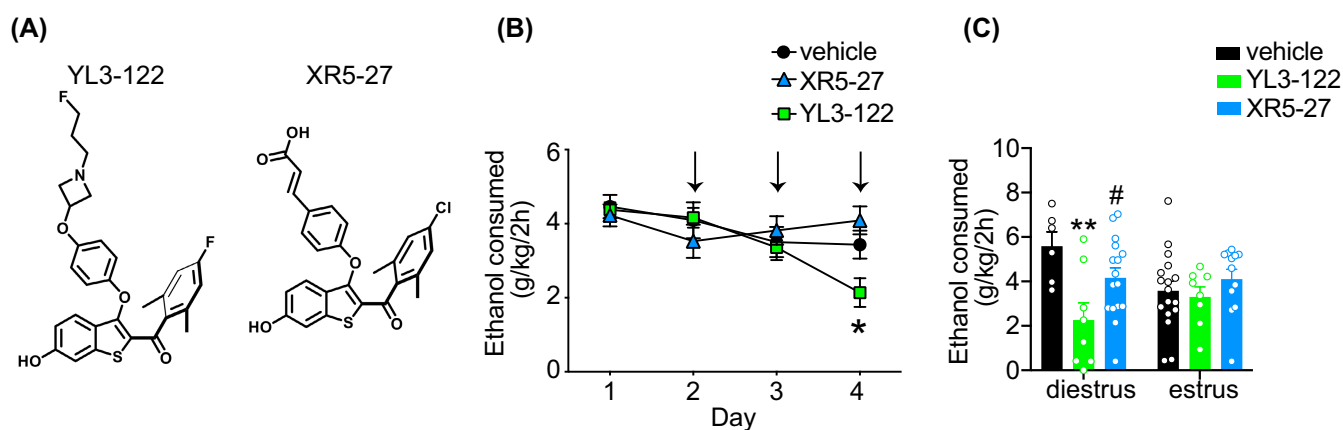 (A)
YL3-122
XR5-27
F
N
O
F
O
HO
S
O
OH
O
Cl
O
HO
S
O
(B)
vehicle
XR5-27
YL3-122
Ethanol consumed
(g/kg/2h)
6
4
2
0
1 2 3 4
Day
*
(C)
vehicle
YL3-122
XR5-27
Ethanol consumed
(g/kg/2h)
10
8
6
4
2
0
**
#
diestrus estrus